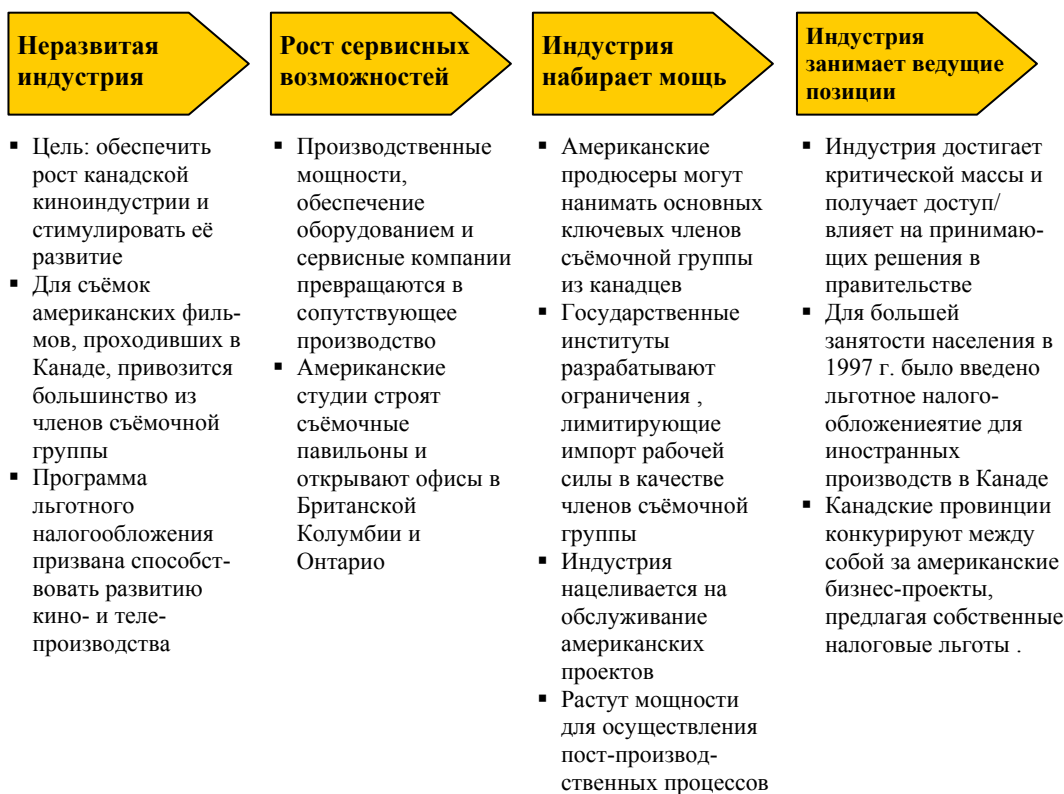 Неразвитая
индустрия
▪ Цель: обеспечить
рост канадской
киноиндустрии и
стимулировать её
развитие
▪ Для съёмок
американских филь-
мов, проходивших в
Канаде, привозится
большинство из
членов съёмочной
группы
▪ Программа
льготного
налогообложения
призвана способст-
вовать развитию
кино- и теле-
производства
Рост сервисных
возможностей
▪ Производственные
мощности,
обеспечение
оборудованием и
сервисные компании
превращаются в
сопутствующее
производство
▪ Американские
студии строят
съёмочные
павильоны и
открывают офисы в
Британской
Колумбии и
Онтарио
Индустрия
набирает мощь
▪ Американские
продюсеры могут
нанимать основных
ключевых членов
съёмочной группы
из канадцев
▪ Государственные
институты
разрабатывают
ограничения ,
лимитирующие
импорт рабочей
силы в качестве
членов съёмочной
группы
▪ Индустрия
нацеливается на
обслуживание
американских
проектов
▪ Растут мощности
для осуществления
пост-производ-
ственных процессов
Индустрия
занимает ведущие
позиции
▪ Индустрия достигает
критической массы и
получает доступ/
влияет на принимаю-
щих решения в
правительстве
▪ Для большей
занятости населения в
1997 г. было введено
льготное налого-
обложениеятие для
иностранных
производств в Канаде
▪ Канадские провинции
конкурируют между
собой за американские
бизнес-проекты,
предлагая собственные
налоговые льготы .